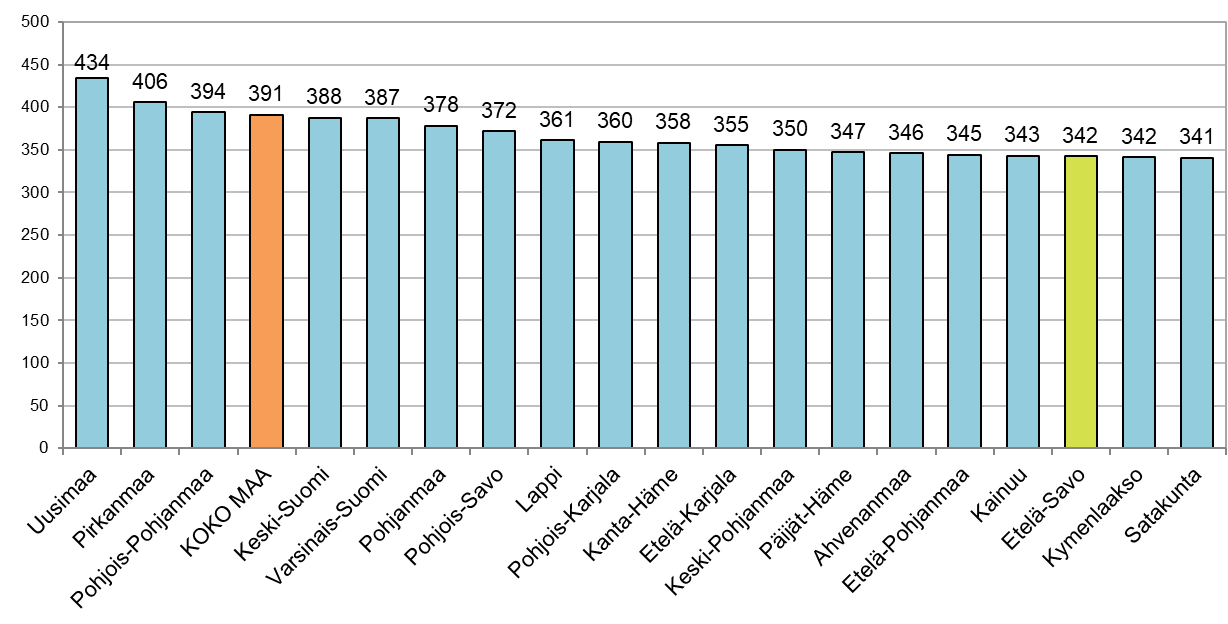 500
450
400
350
300
250
200
150
100
50
0
434
406
394
391
388
387
378
372
361
360
358
355
350
347
346
345
343
342
342
341
Uusimaa
Pirkanmaa
Pohjois-Pohjanmaa
KOKO MAA
Keski-Suomi
Varsinais-Suomi
Pohjanmaa
Pohjois-Savo
Lappi
Pohjois-Karjala
Kanta-Häme
Etelä-Karjala
Keski-Pohjanmaa
Päijät-Häme
Ahvenanmaa
Etelä-Pohjanmaa
Kainuu
Etelä-Savo
Kymenlaakso
Satakunta